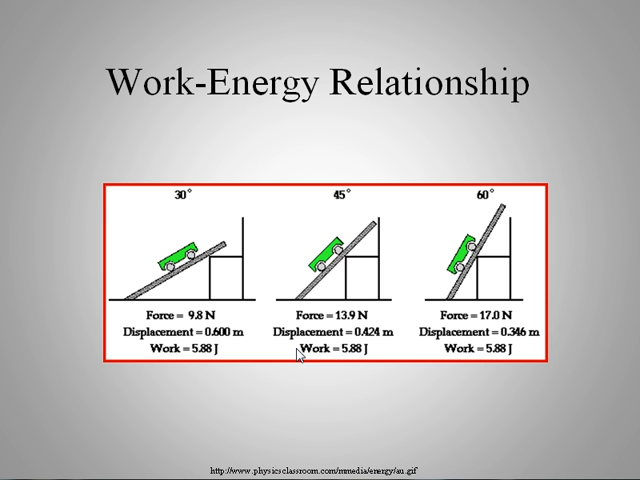 Work-Energy Relationship
30° 45° 60°
Force = 9.8 N Force = 13.9 N Force = 17.0 N
Displacement = 0.600 m Displacement = 0.424 m Displacement = 0.346 m
Work = 5.88 J Work = 5.88 J Work = 5.88 J
http://www.physicsclassroom.com/mmedia/energy/au.gif